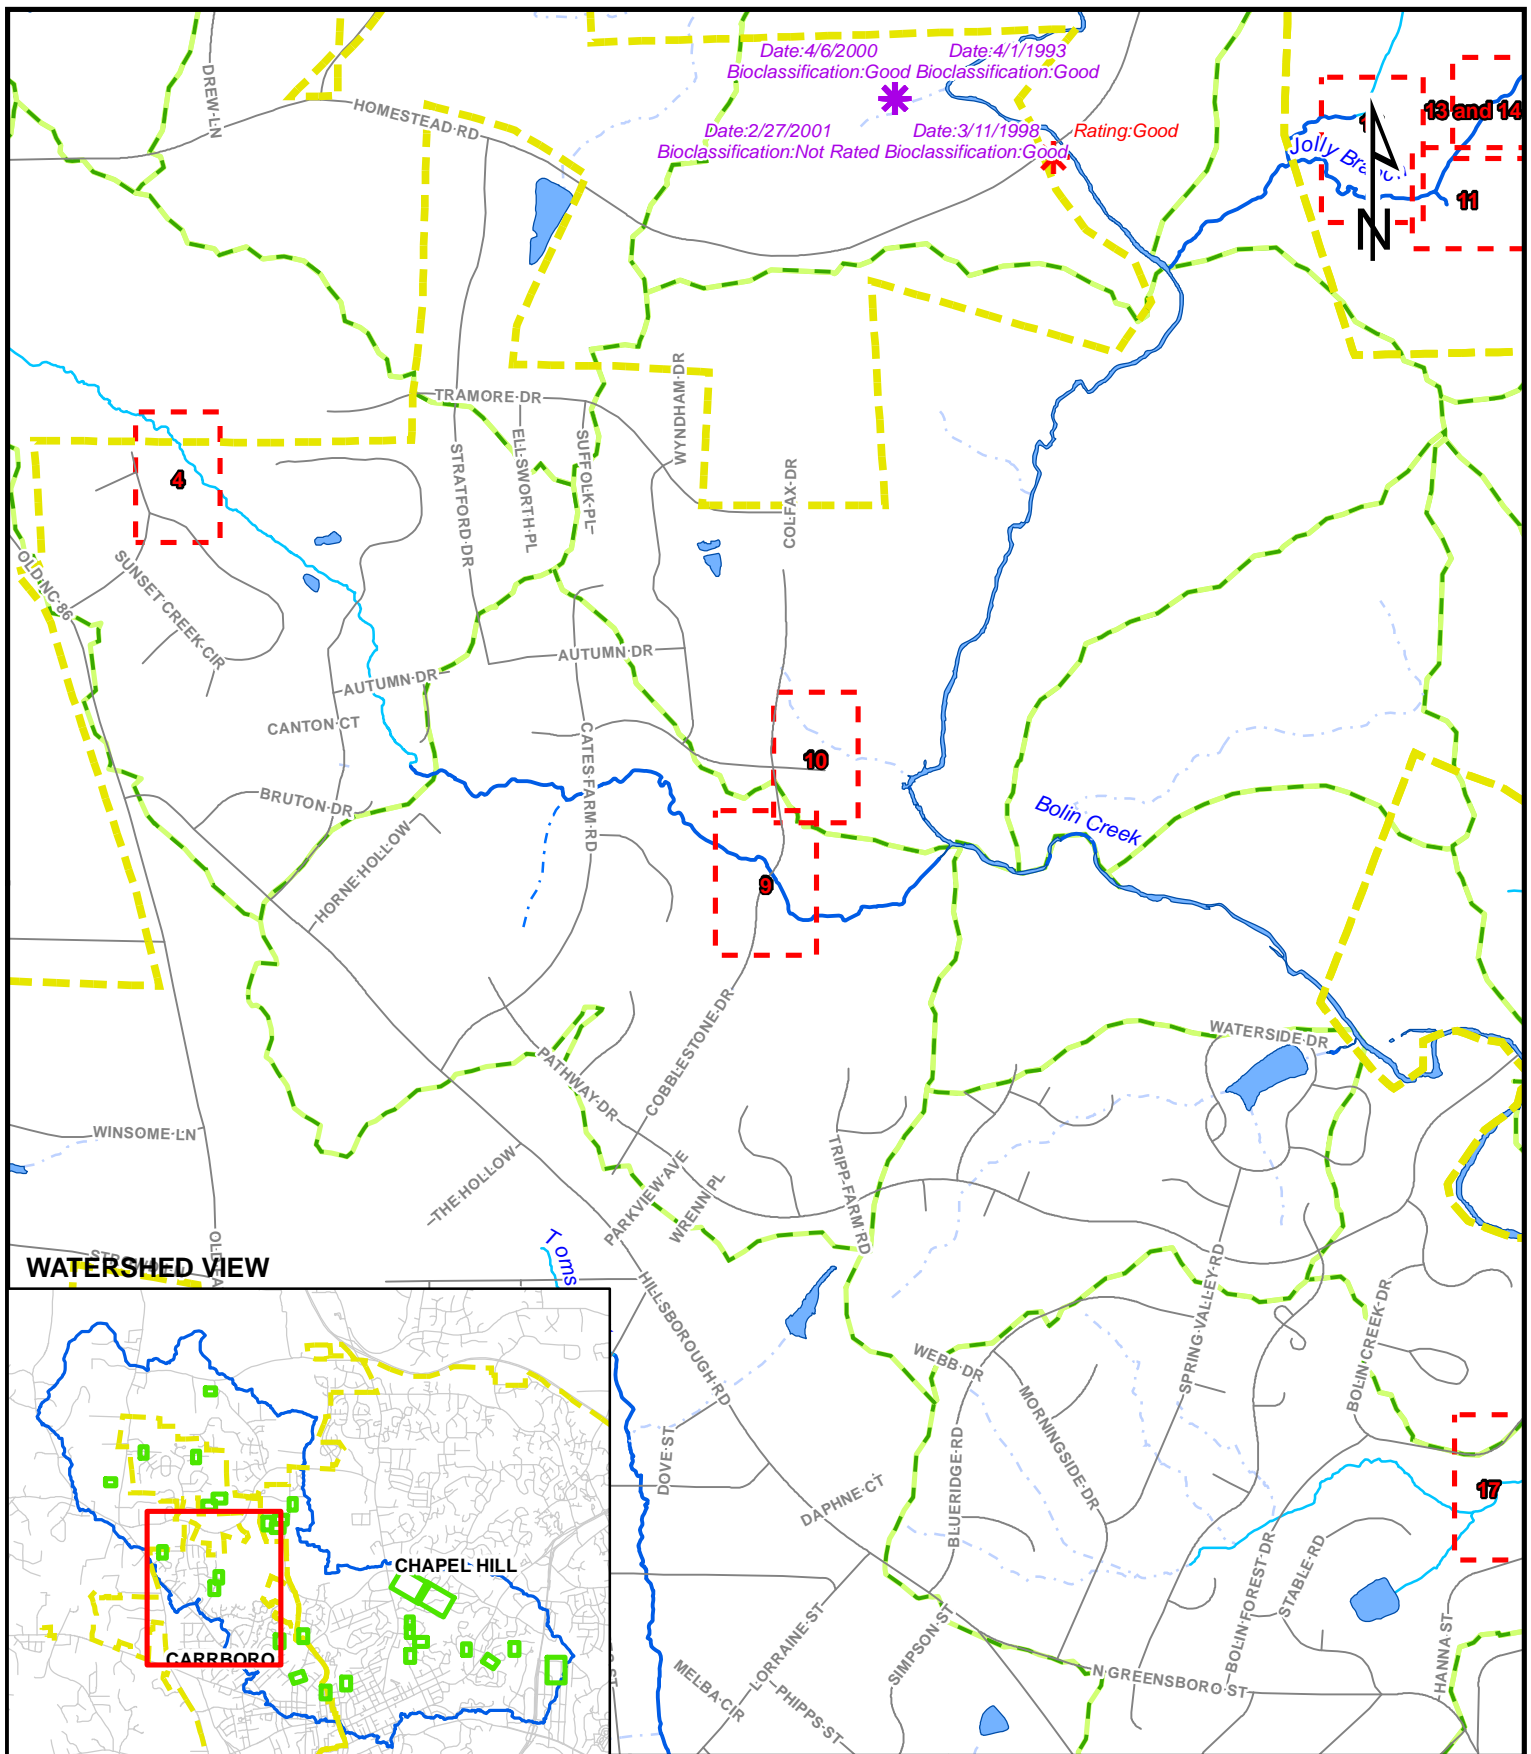 Date:4/6/2000
Date:4/1/1993
Bioclassification:Good
Bioclassification:Good
Date:2/27/2001
Date:3/11/1998
Bioclassification:Not Rated
Bioclassification:Good
Rating:Good
DREW LN
HOMESTEAD RD
13 and 14
Jolly Branch
11
N
TRAMORE DR
WYNDHAM DR
STRATFORD DR
ELLSWORTH PL
SUFFOLK PL
COLFAX DR
4
OLD NC 86
SUNSET CREEK CIR
AUTUMN DR
AUTUMN DR
CANTON CT
CATES FARM RD
10
BRUTON DR
HORNE HOLLOW
Bolin Creek
9
COBBLESTONE DR
WATERSIDE DR
PATHWAY DR
WINSOME LN
THE HOLLOW
PARKVIEW AVE
WRENN PL
TRIPP FARM RD
Toms
HILLSBOROUGH RD
SPRING VALLEY RD
BOLIN CREEK DR
WEBB DR
MORNINGSIDE DR
BLUERIDGE RD
DOVE ST
DAPHNE CT
17
BOLIN FOREST DR
STABLE RD
LORRAINE ST
SIMPSON ST
MELBA CIR
PHIPPS ST
N GREENSBORO ST
HANNA ST
WATERSHED VIEW
CHAPEL HILL
CARRBORO